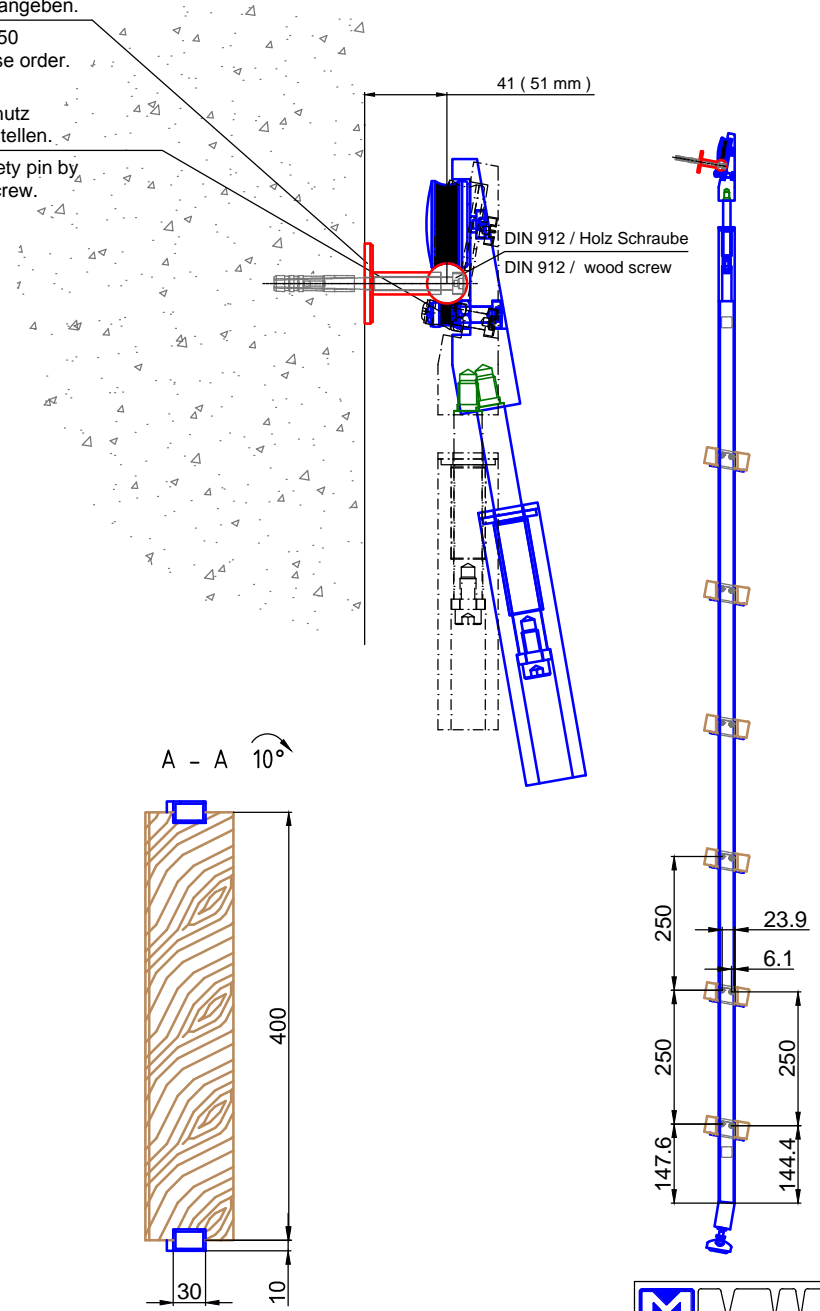 angeben.
50
se order.
41 ( 51 mm )
utz
tellen.
ety pin by
crew.
DIN 912 / Holz Schraube
DIN 912 / wood screw
A - A 10°
250
23.9
6.1
400
250
250
147.6
144.4
30
10